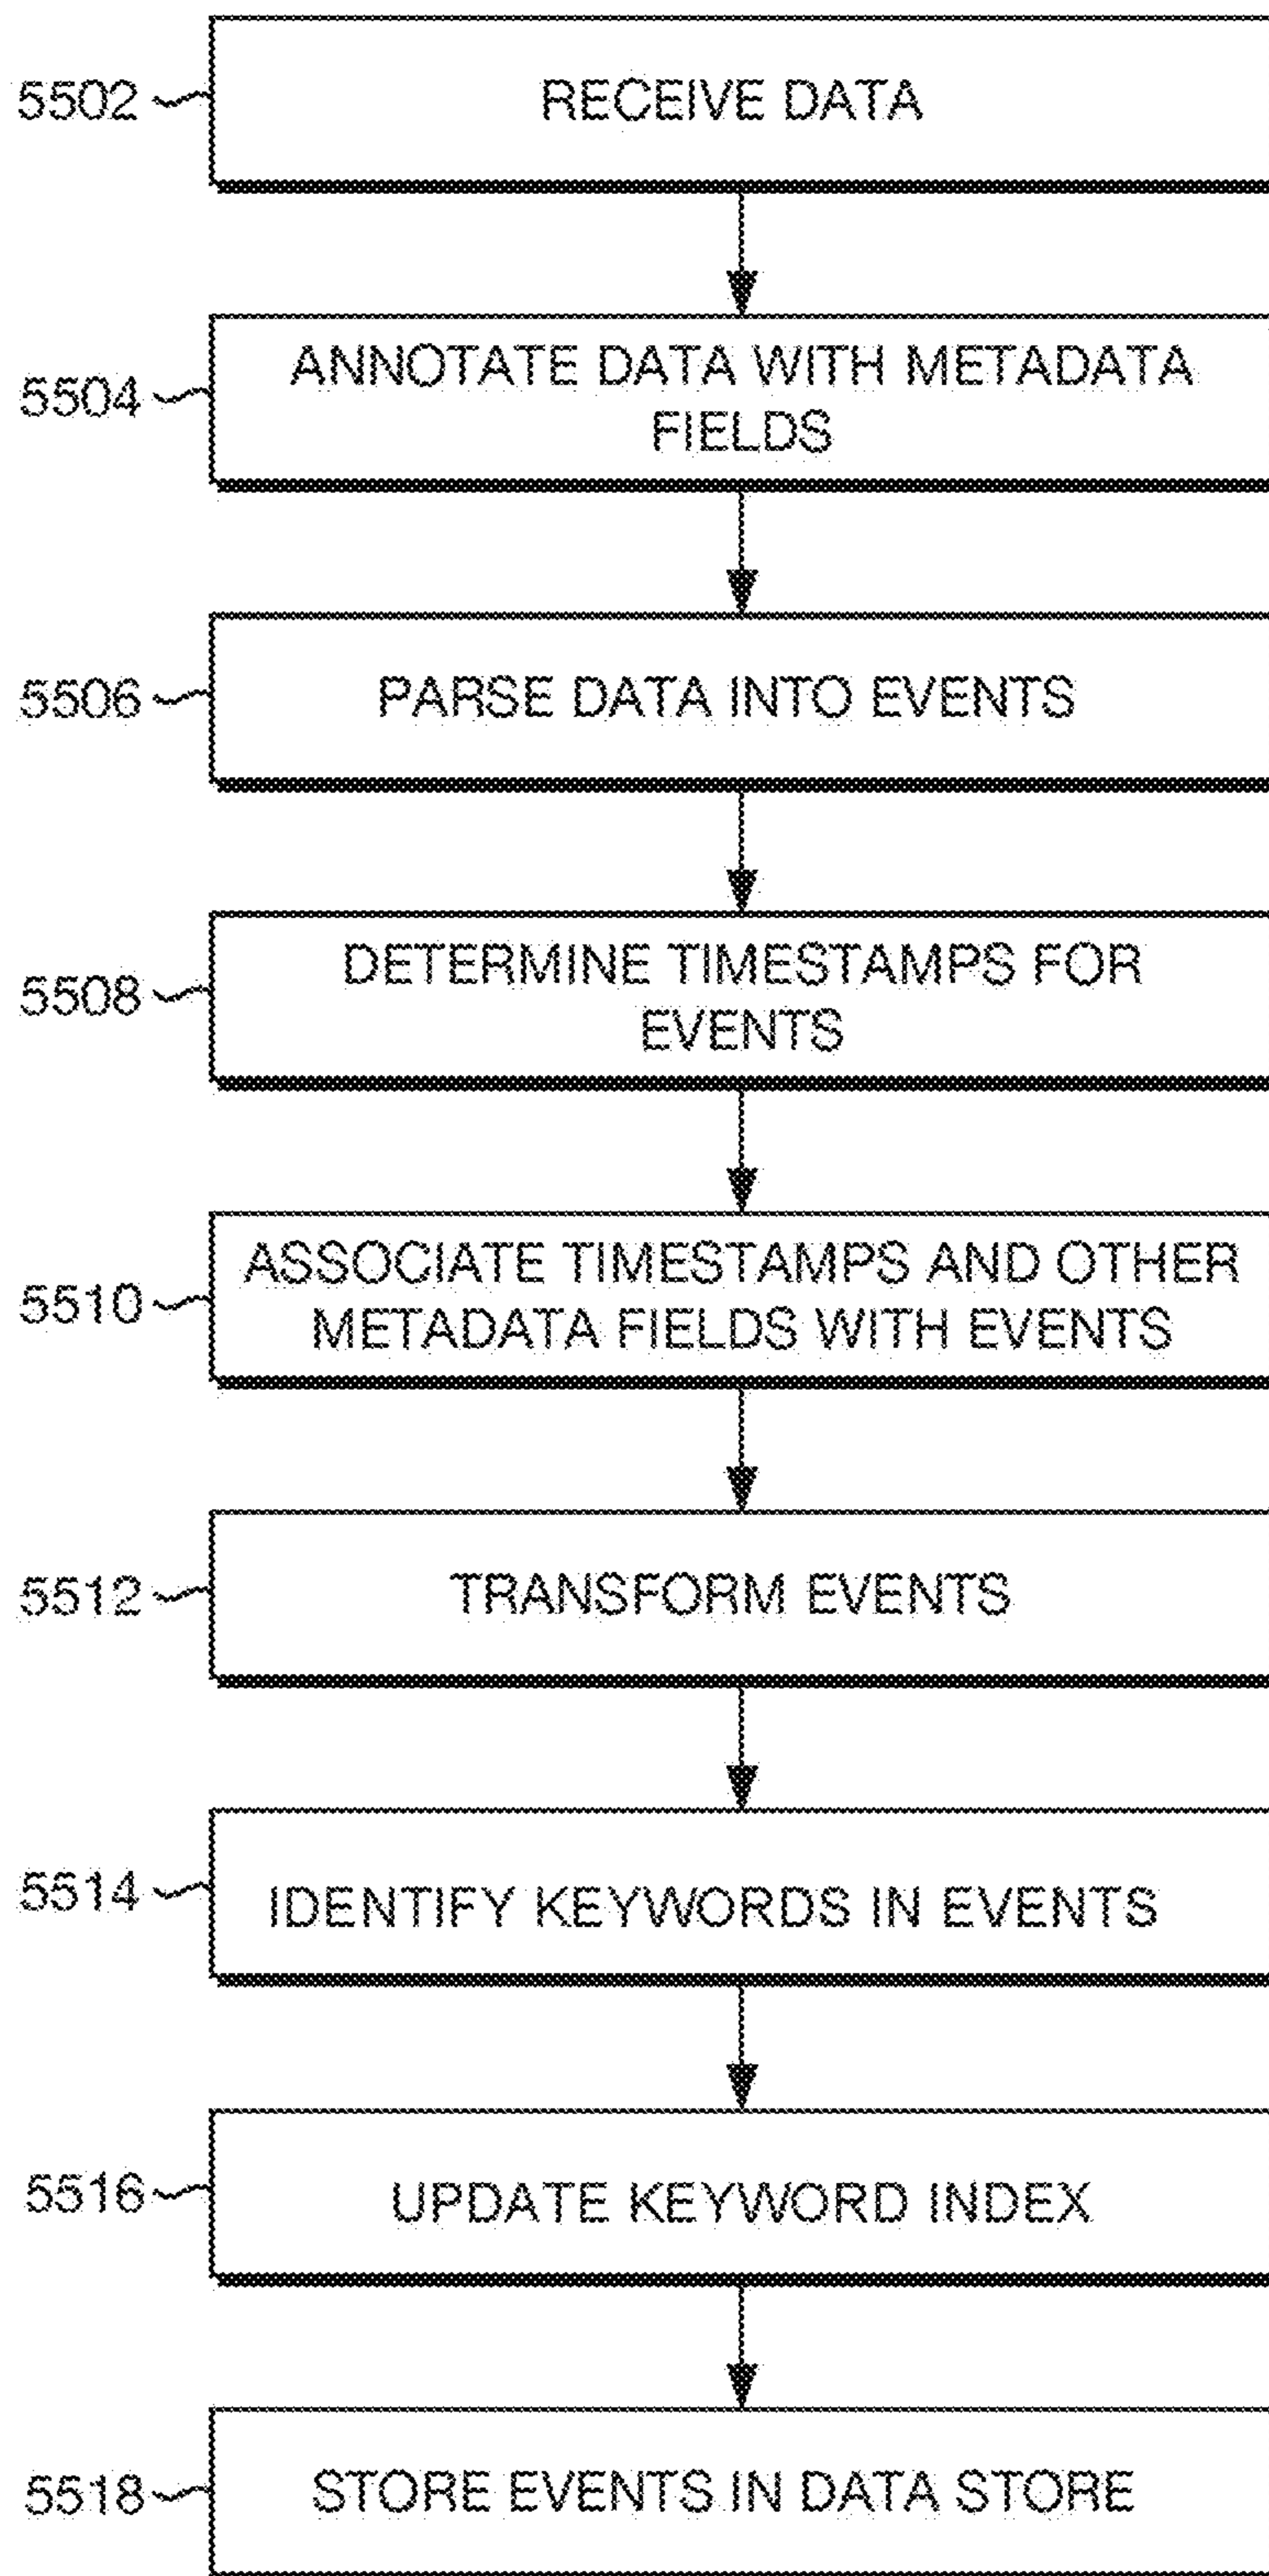 5502
RECEIVE DATA
5504
ANNOTATE DATA WITH METADATA
FIELDS
5506
PARSE DATA INTO EVENTS
5508
DETERMINE TIMESTAMPS FOR
EVENTS
5510
ASSOCIATE TIMESTAMPS AND OTHER
METADATA FIELDS WITH EVENTS
5512
TRANSFORM EVENTS
5514
IDENTIFY KEYWORDS IN EVENTS
5516
UPDATE KEYWORD INDEX
5518
STORE EVENTS IN DATA STORE